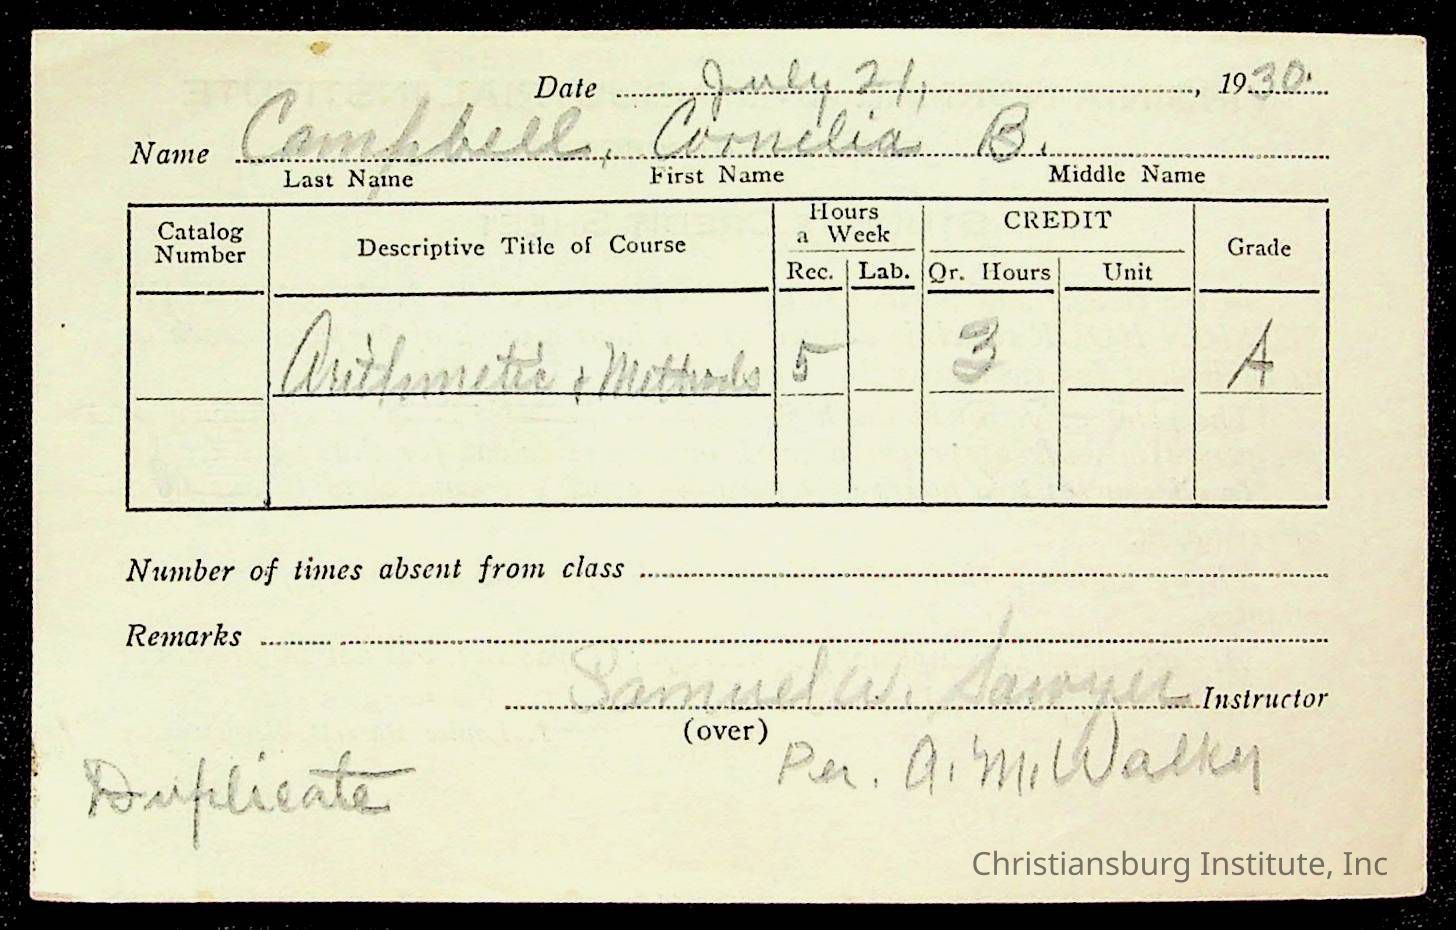 Date July 21, 1930.
Name Campbell, Cornelia B.
Last Name First Name Middle Name
Catalog Number Descriptive Title of Course Hours a Week CREDIT Grade
Rec. Lab. Qr. Hours Unit
Arithmetic & Methods 5 3 A
Number of times absent from class
Remarks
Samuel W. Sawyer Instructor
(over)
Per. A. M. Walker
Duplicate
Christiansburg Institute, Inc